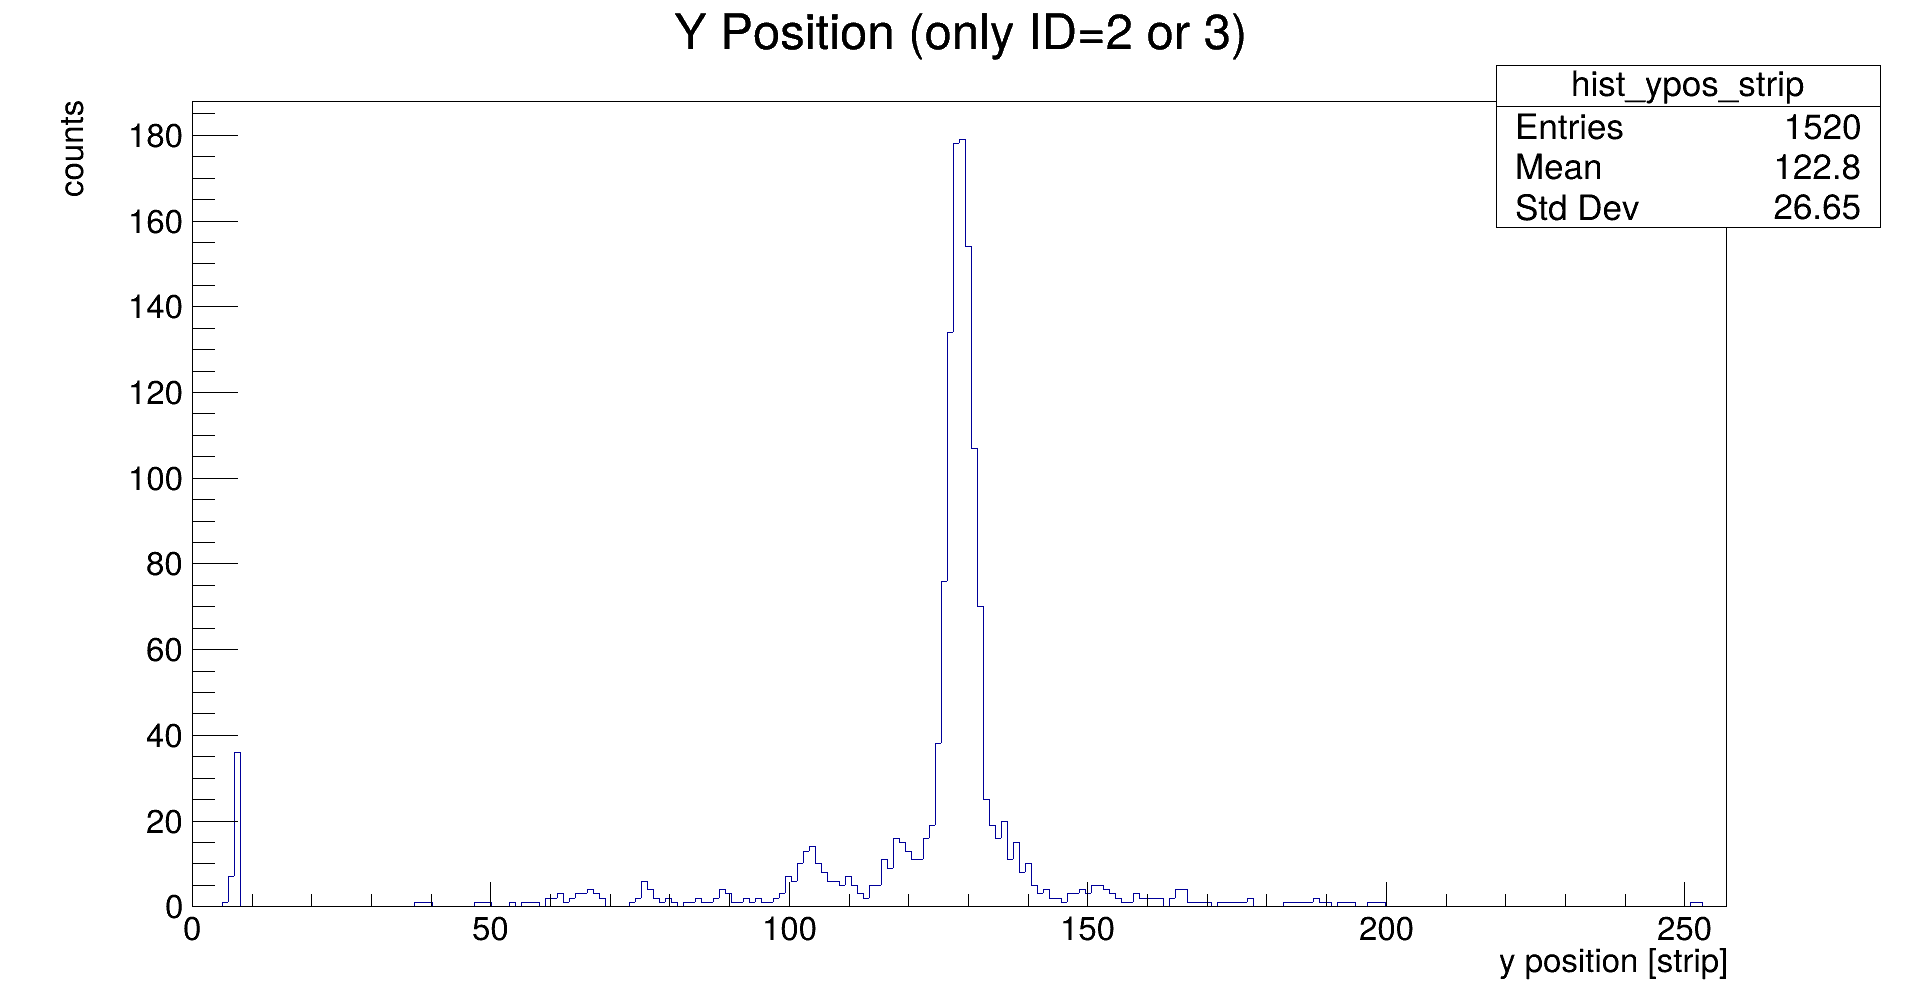 Y Position (only ID=2 or 3)
hist_ypos_strip
Entries 1520
Mean 122.8
Std Dev 26.65
counts
180
160
140
120
100
80
60
40
20
0
0 50 100 150 200 250
y position [strip]